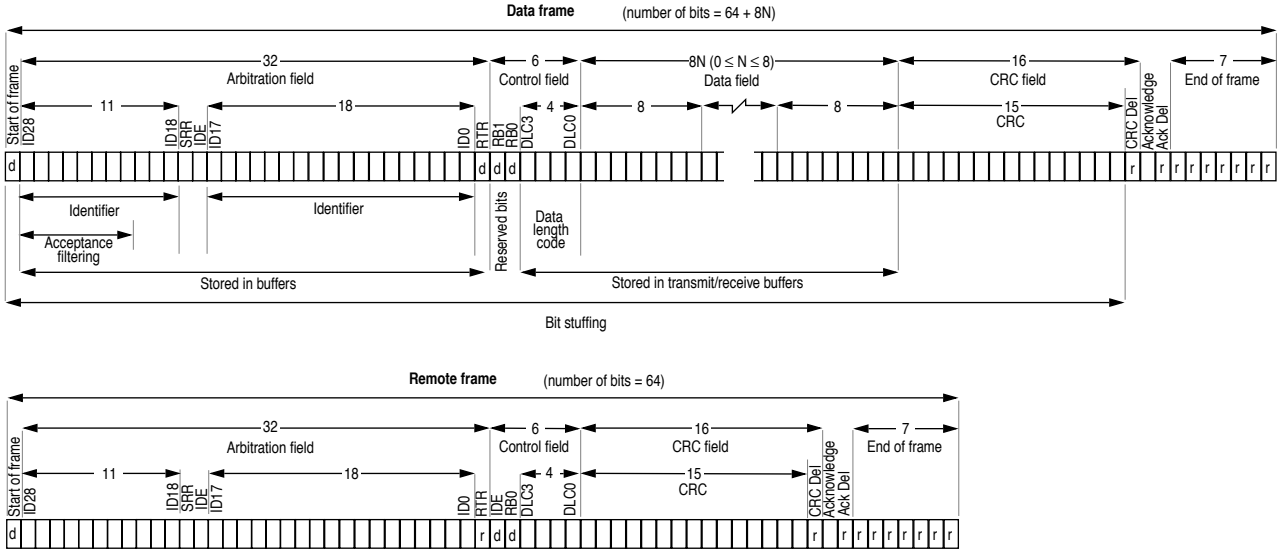 Data frame (number of bits = 64 + 8N)
32 6 8N (0 ≤ N ≤ 8) 16 7
Arbitration field Control field Data field CRC field End of frame
11 18 4 8 8 15
CRC
Start of frame
ID28
ID18
SRR
IDE
ID17
ID0
RTR
RB1
RB0
DLC3
DLC0
CRC Del
Acknowledge
Ack Del
d d d d r r r r r r r r r
Identifier Identifier
Reserved bits
Data
length
code
Acceptance
filtering
Stored in buffers Stored in transmit/receive buffers
Bit stuffing
Remote frame (number of bits = 64)
32 6 16 7
Arbitration field Control field CRC field End of frame
11 18 4 15
CRC
Start of frame
ID28
ID18
SRR
IDE
ID17
ID0
RTR
IDE
RB0
DLC3
DLC0
CRC Del
Acknowledge
Ack Del
d r d d r r r r r r r r r